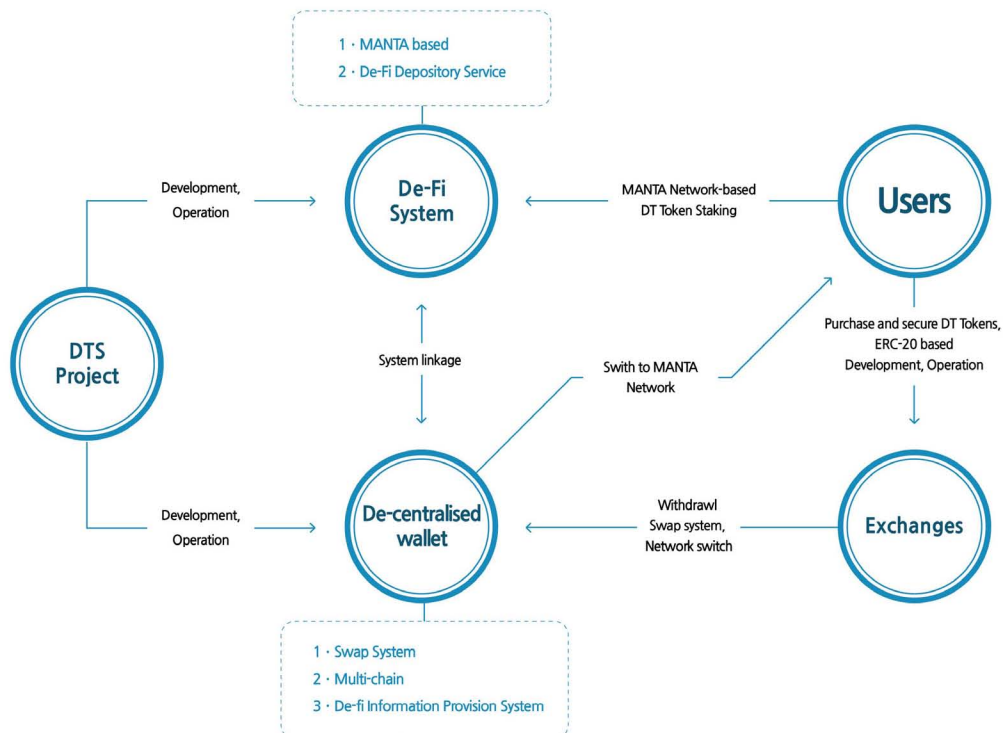 1 · MANTA based
2 · De-Fi Depository Service
De-Fi
System
Users
Development,
Operation
MANTA Network-based
DT Token Staking
DTS
Project
System linkage
Swith to MANTA
Network
Purchase and secure DT Tokens,
ERC-20 based
Development, Operation
Development,
Operation
De-centralised
wallet
Withdrawl
Swap system,
Network switch
Exchanges
1 · Swap System
2 · Multi-chain
3 · De-fi Information Provision System